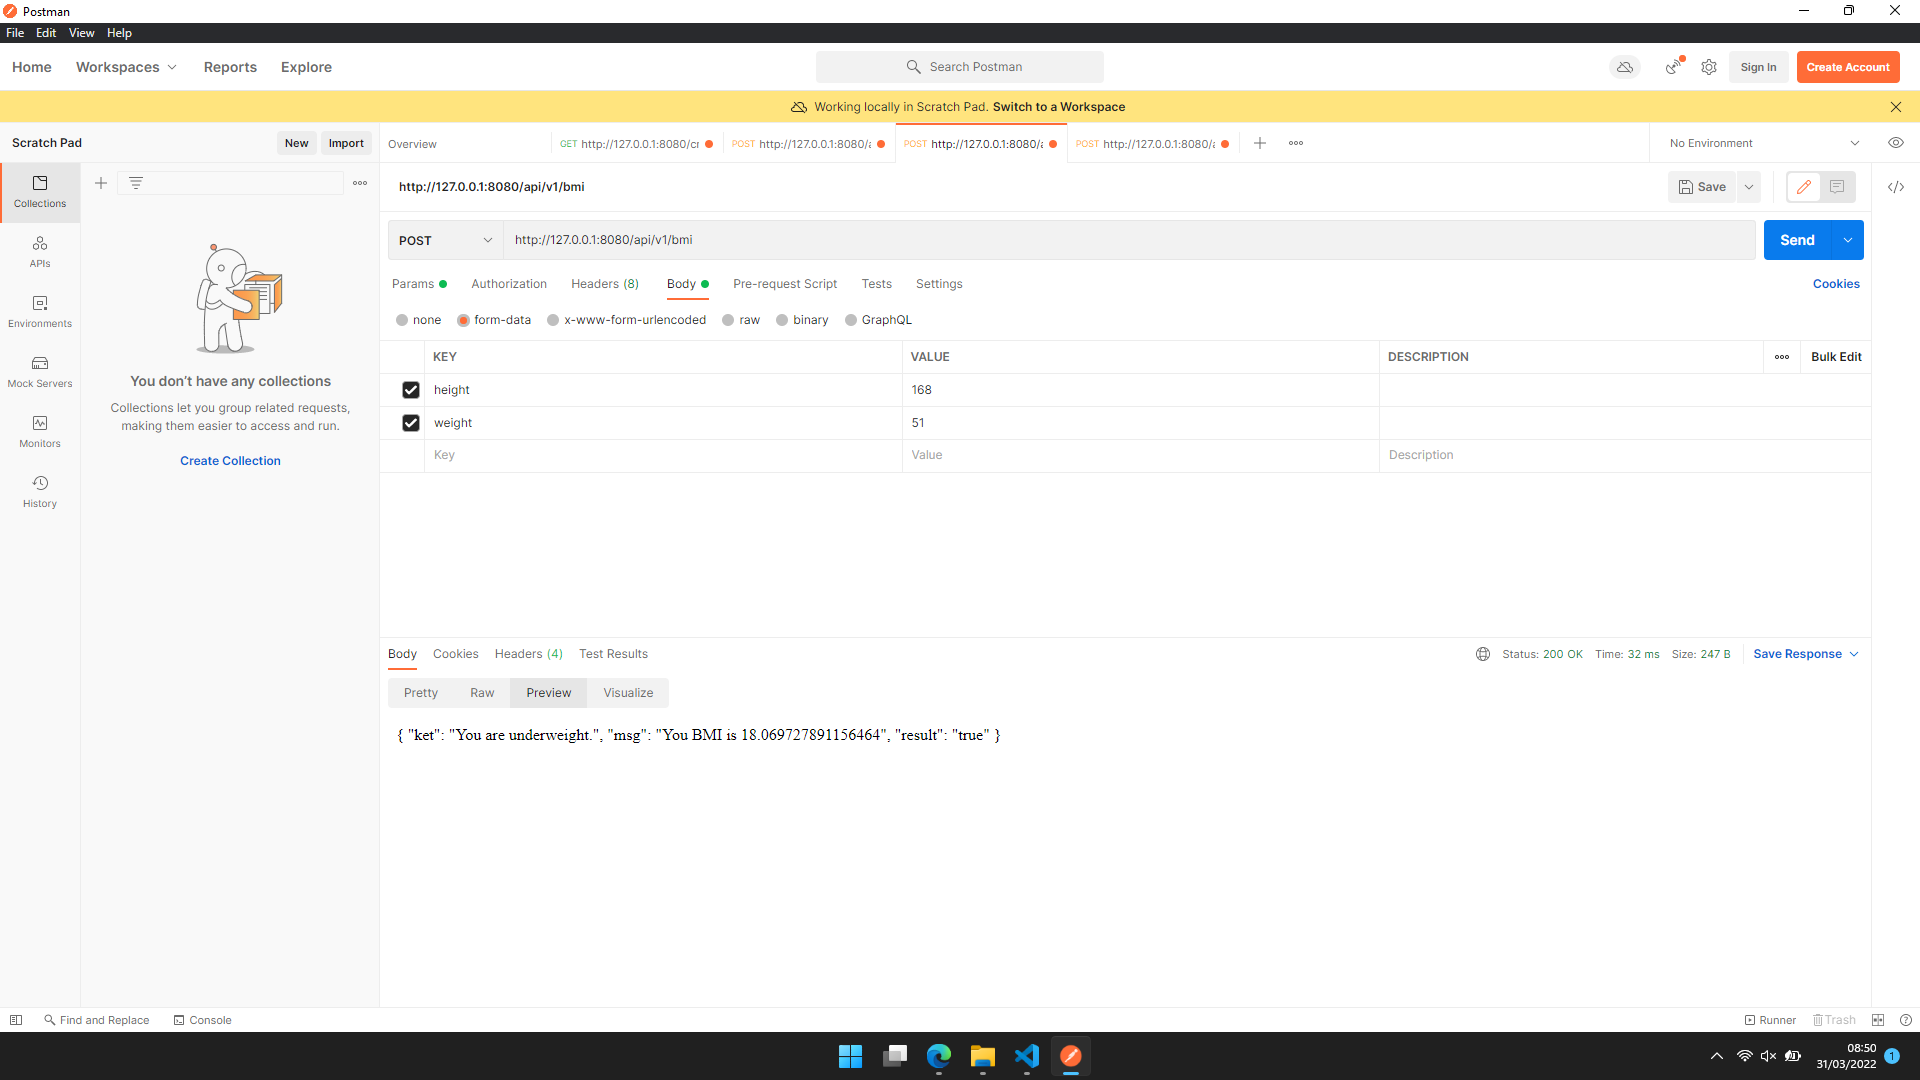 Postman
File Edit View Help
Home Workspaces Reports Explore Search Postman Sign In Create Account
Working locally in Scratch Pad. Switch to a Workspace
Scratch Pad New Import Overview GET http://127.0.0.1:8080/cr POST http://127.0.0.1:8080/a POST http://127.0.0.1:8080/a POST http://127.0.0.1:8080/a No Environment
http://127.0.0.1:8080/api/v1/bmi Save
Collections
POST http://127.0.0.1:8080/api/v1/bmi Send
APIs
Params Authorization Headers (8) Body Pre-request Script Tests Settings Cookies
Environments
none form-data x-www-form-urlencoded raw binary GraphQL
KEY VALUE DESCRIPTION Bulk Edit
Mock Servers
You don't have any collections
height 168
Collections let you group related requests,
making them easier to access and run.
weight 51
Monitors
Key Value Description
Create Collection
History
Body Cookies Headers (4) Test Results Status: 200 OK Time: 32 ms Size: 247 B Save Response
Pretty Raw Preview Visualize
{ "ket": "You are underweight.", "msg": "You BMI is 18.069727891156464", "result": "true" }
Find and Replace Console Runner Trash
08:50
31/03/2022 1